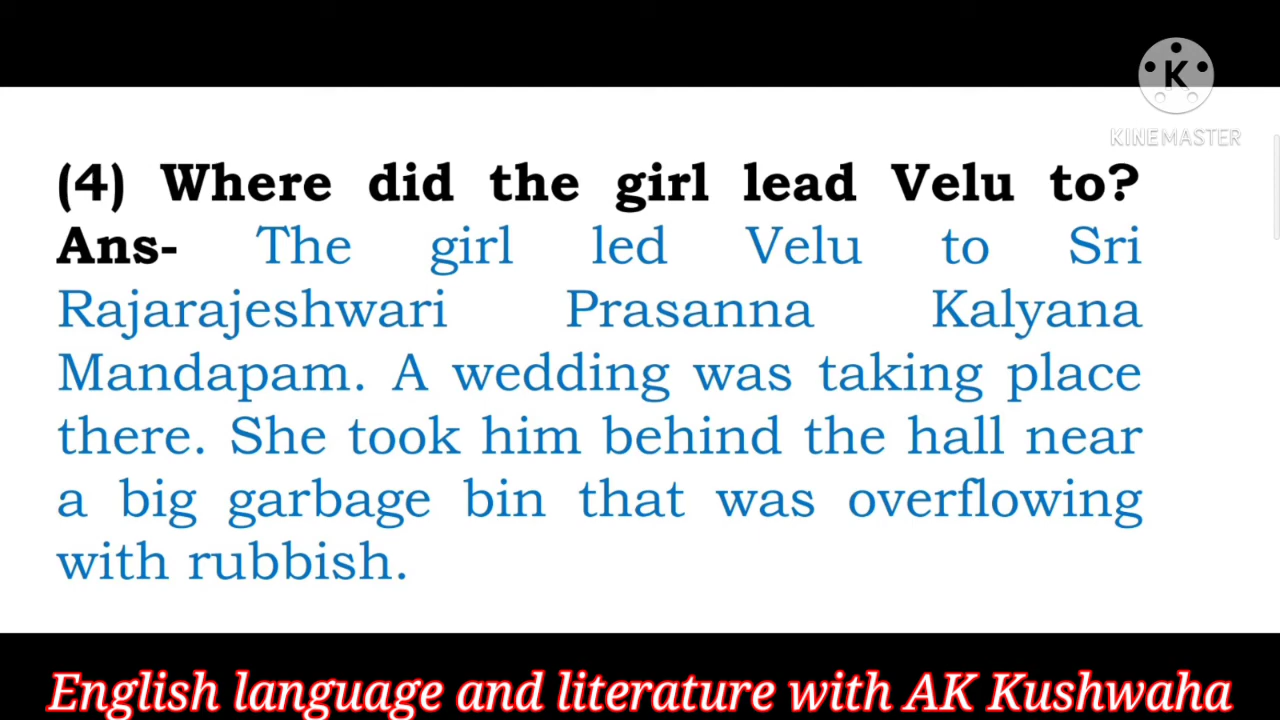 K
KINEMASTER
(4) Where did the girl lead Velu to?
Ans- The girl led Velu to Sri
Rajarajeshwari Prasanna Kalyana
Mandapam. A wedding was taking place
there. She took him behind the hall near
a big garbage bin that was overflowing
with rubbish.
English language and literature with AK Kushwaha